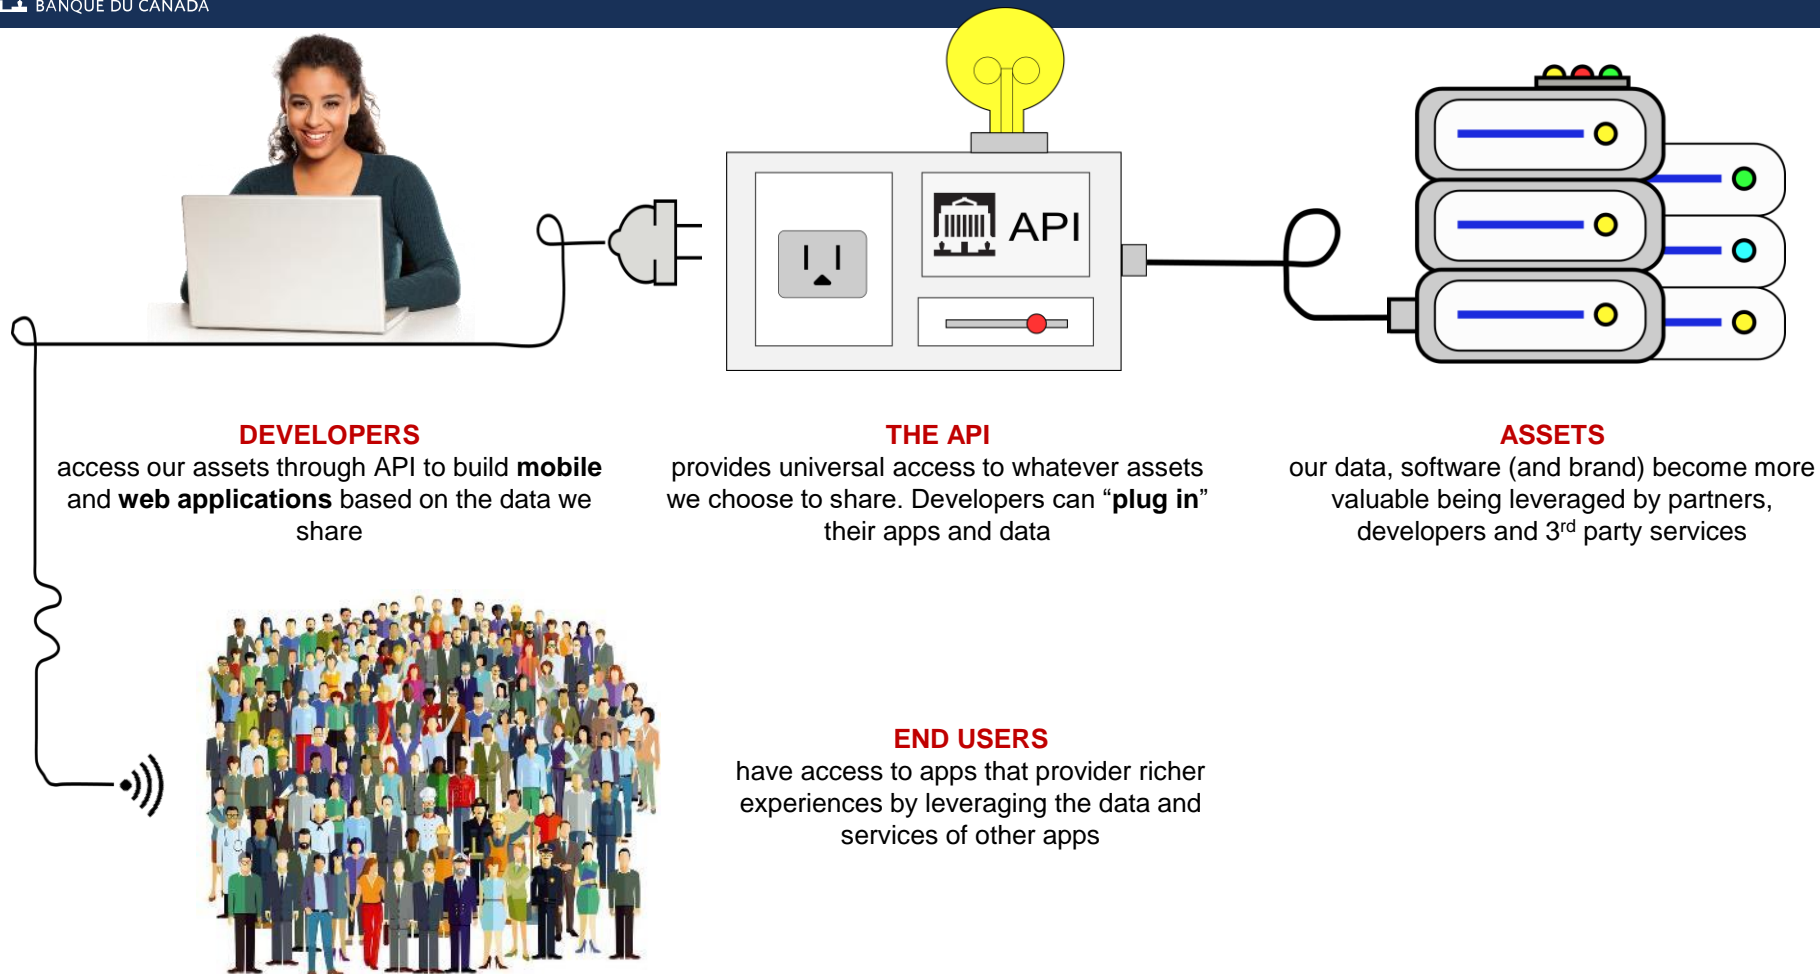 BANQUE DU CANADA
API
DEVELOPERS
access our assets through API to build mobile
and web applications based on the data we
share
THE API
provides universal access to whatever assets
we choose to share. Developers can “plug in”
their apps and data
ASSETS
our data, software (and brand) become more
valuable being leveraged by partners,
developers and 3rd party services
END USERS
have access to apps that provider richer
experiences by leveraging the data and
services of other apps